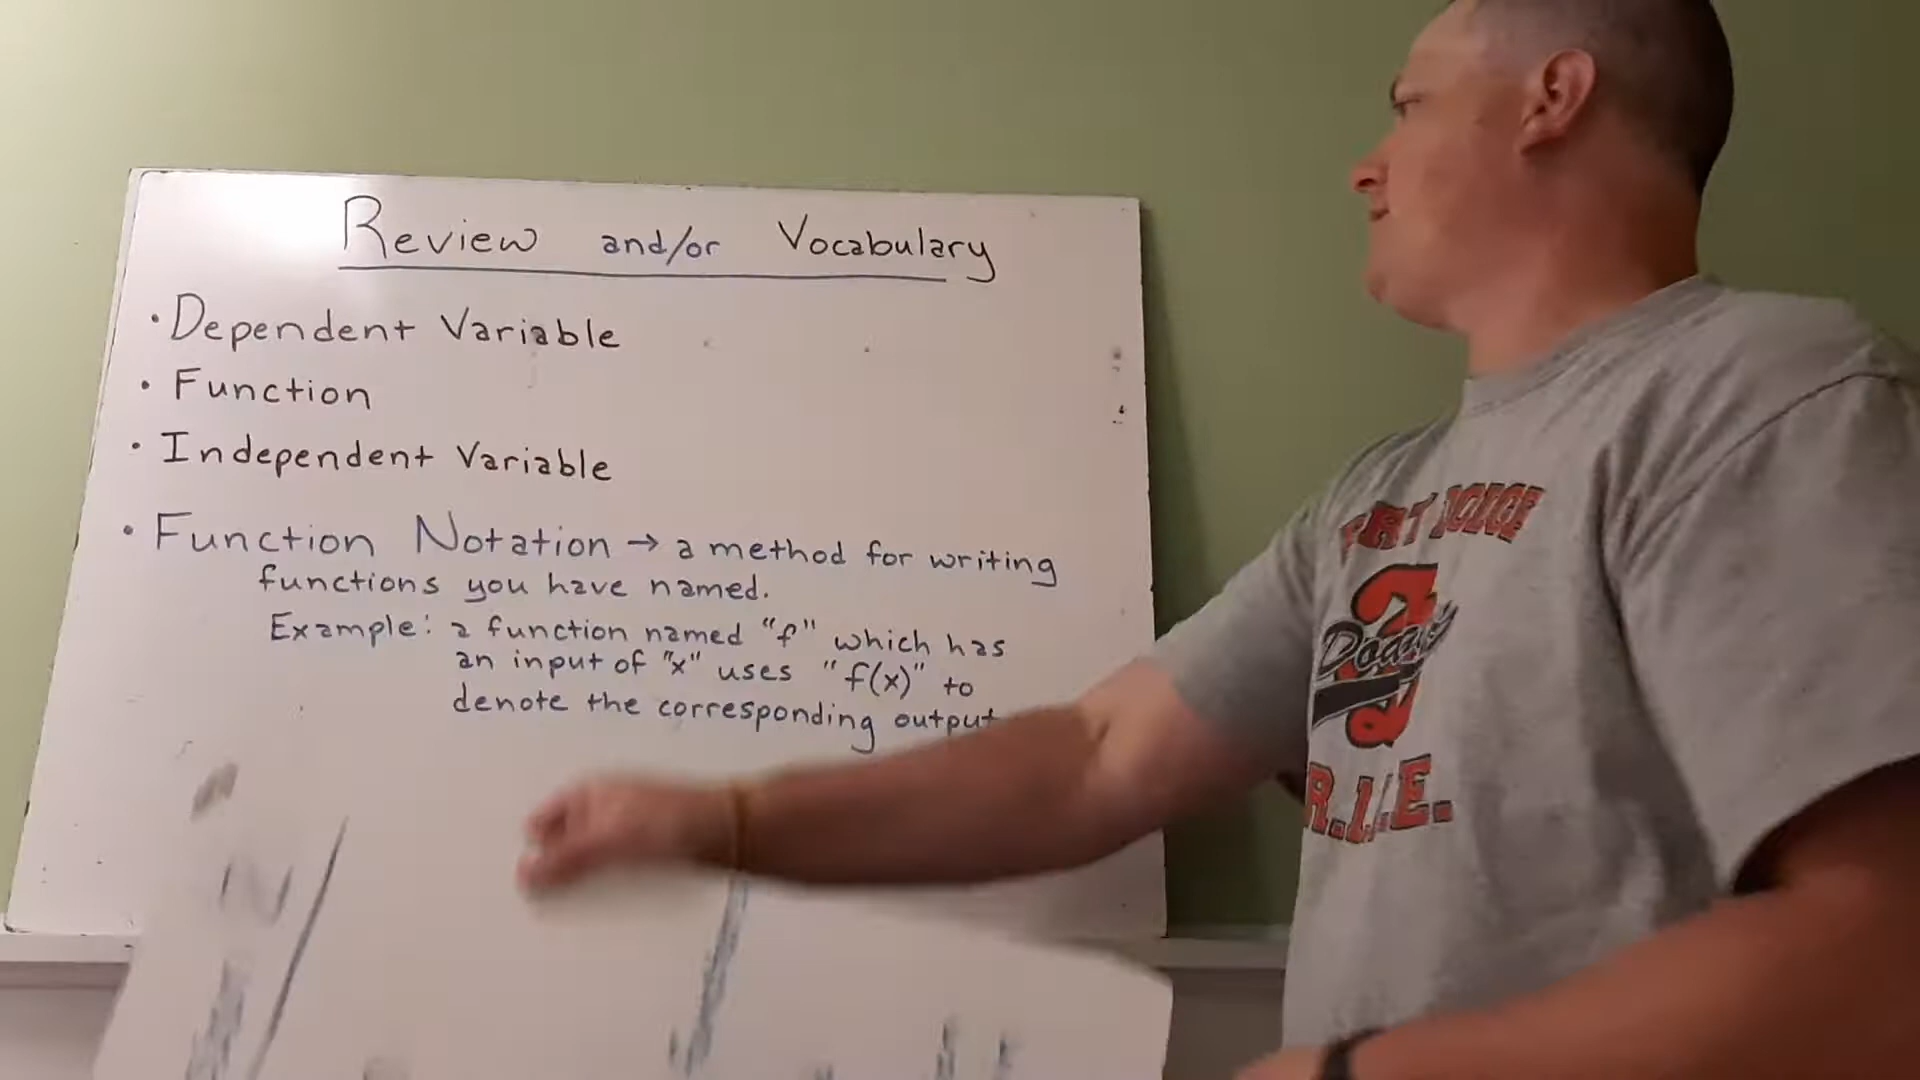 Review and/or Vocabulary
• Dependent Variable
• Function
• Independent Variable
• Function Notation → a method for writing
functions you have named.
Example: a function named "f" which has
an input of "x" uses "f(x)" to
denote the corresponding output
Doane